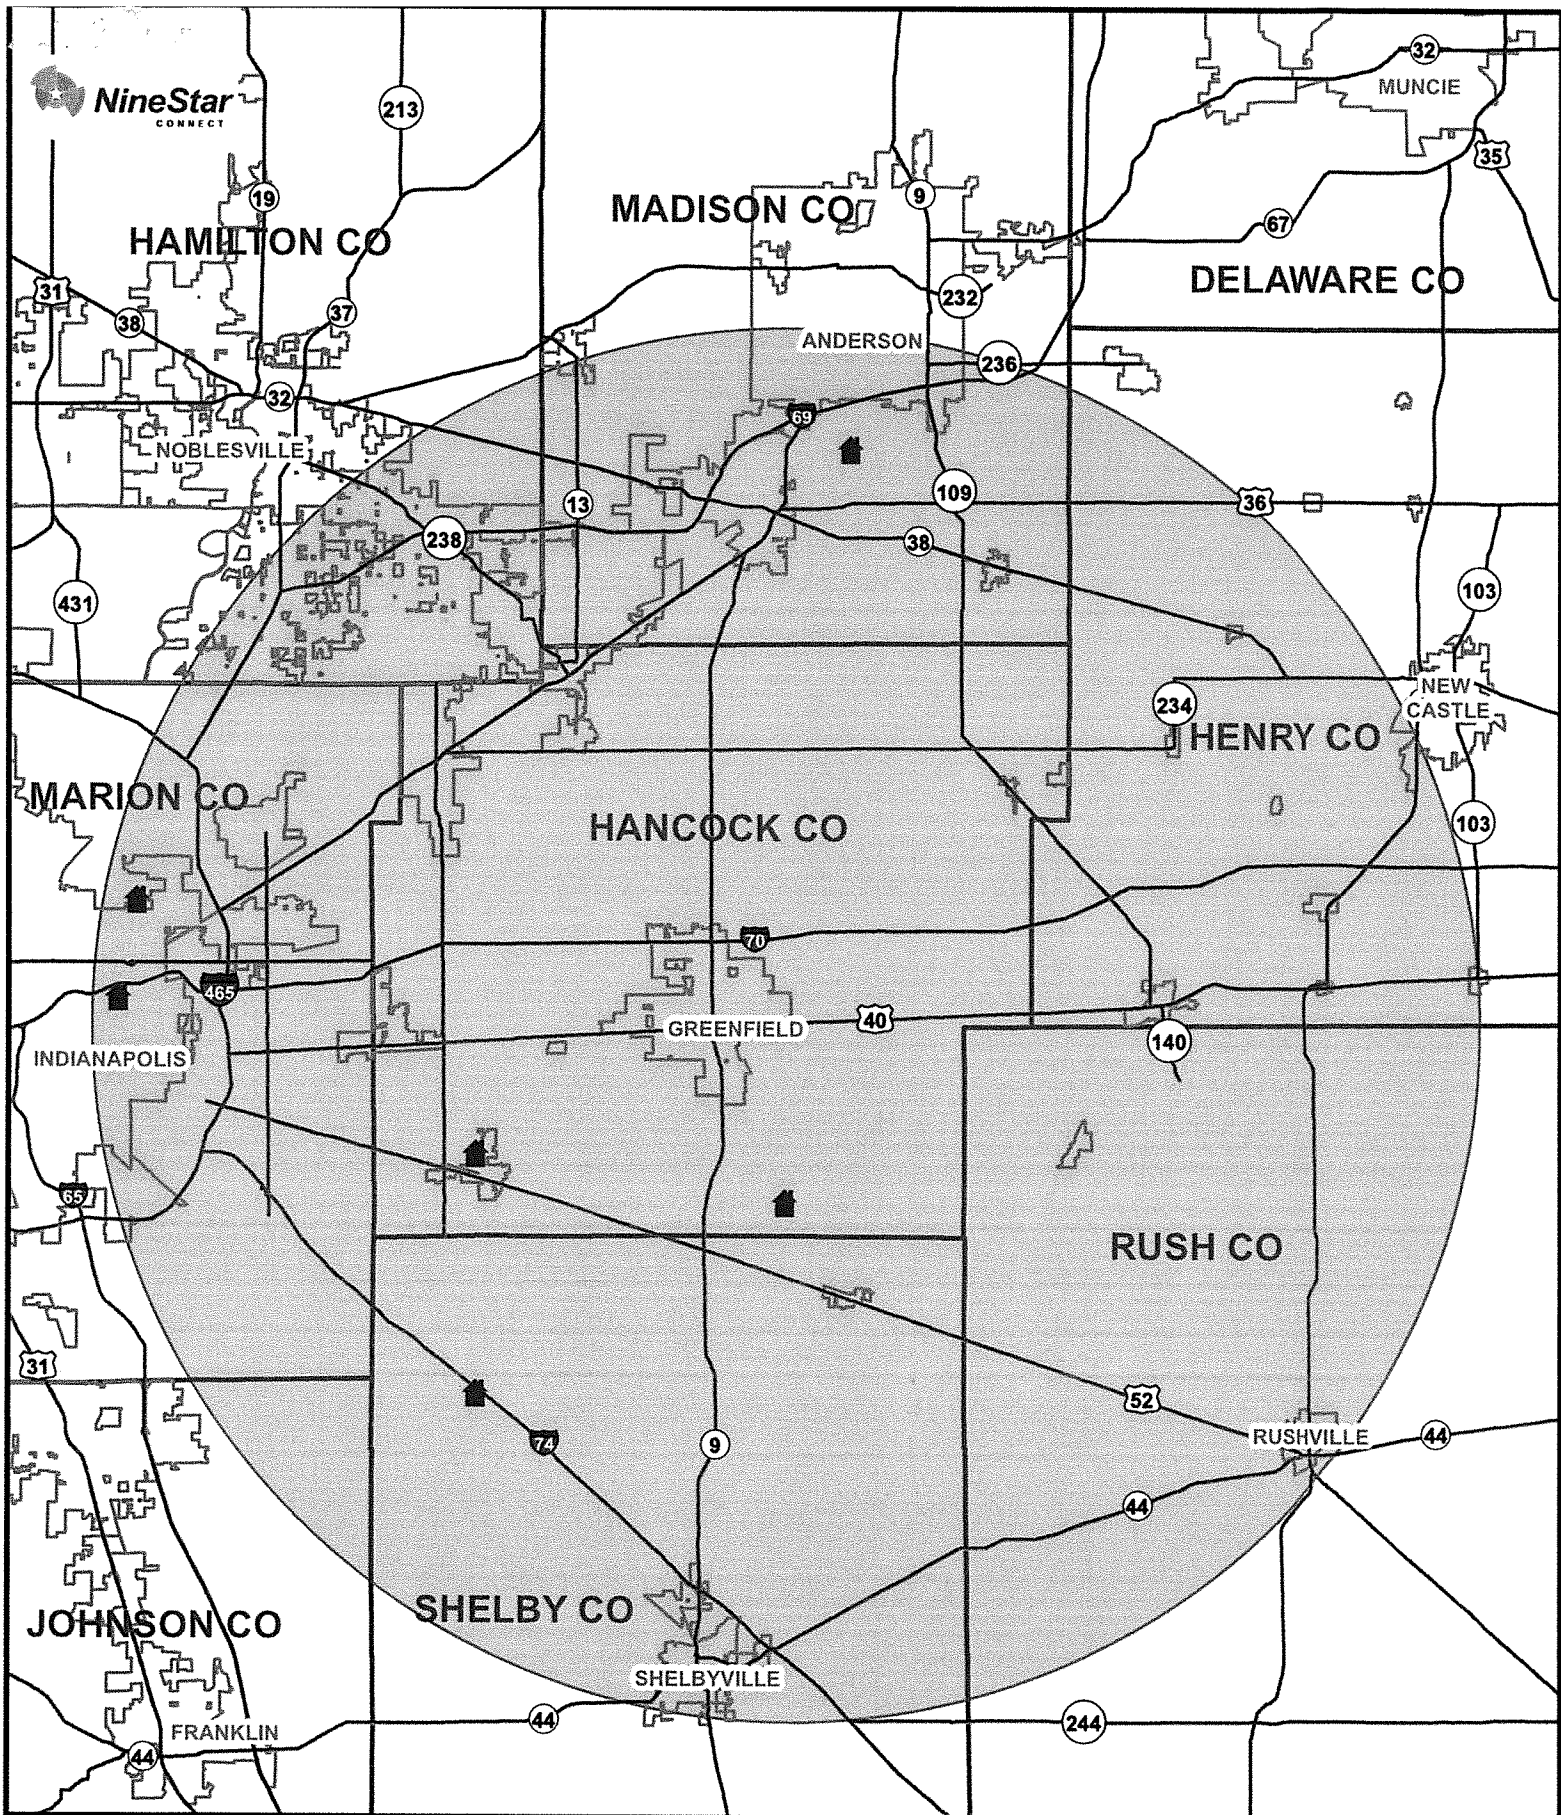 32
MUNCIE
NineStar
CONNECT
213
35
19
9
MADISON CO
HAMILTON CO
67
DELAWARE CO
31
232
38
37
ANDERSON
236
32
69
NOBLESVILLE
13
109
36
238
38
431
103
NEW
CASTLE
234
HENRY CO
MARION CO
HANCOCK CO
103
70
465
40
GREENFIELD
140
INDIANAPOLIS
65
RUSH CO
31
52
RUSHVILLE
44
74
9
44
SHELBY CO
JOHNSON CO
SHELBYVILLE
44
244
FRANKLIN
44